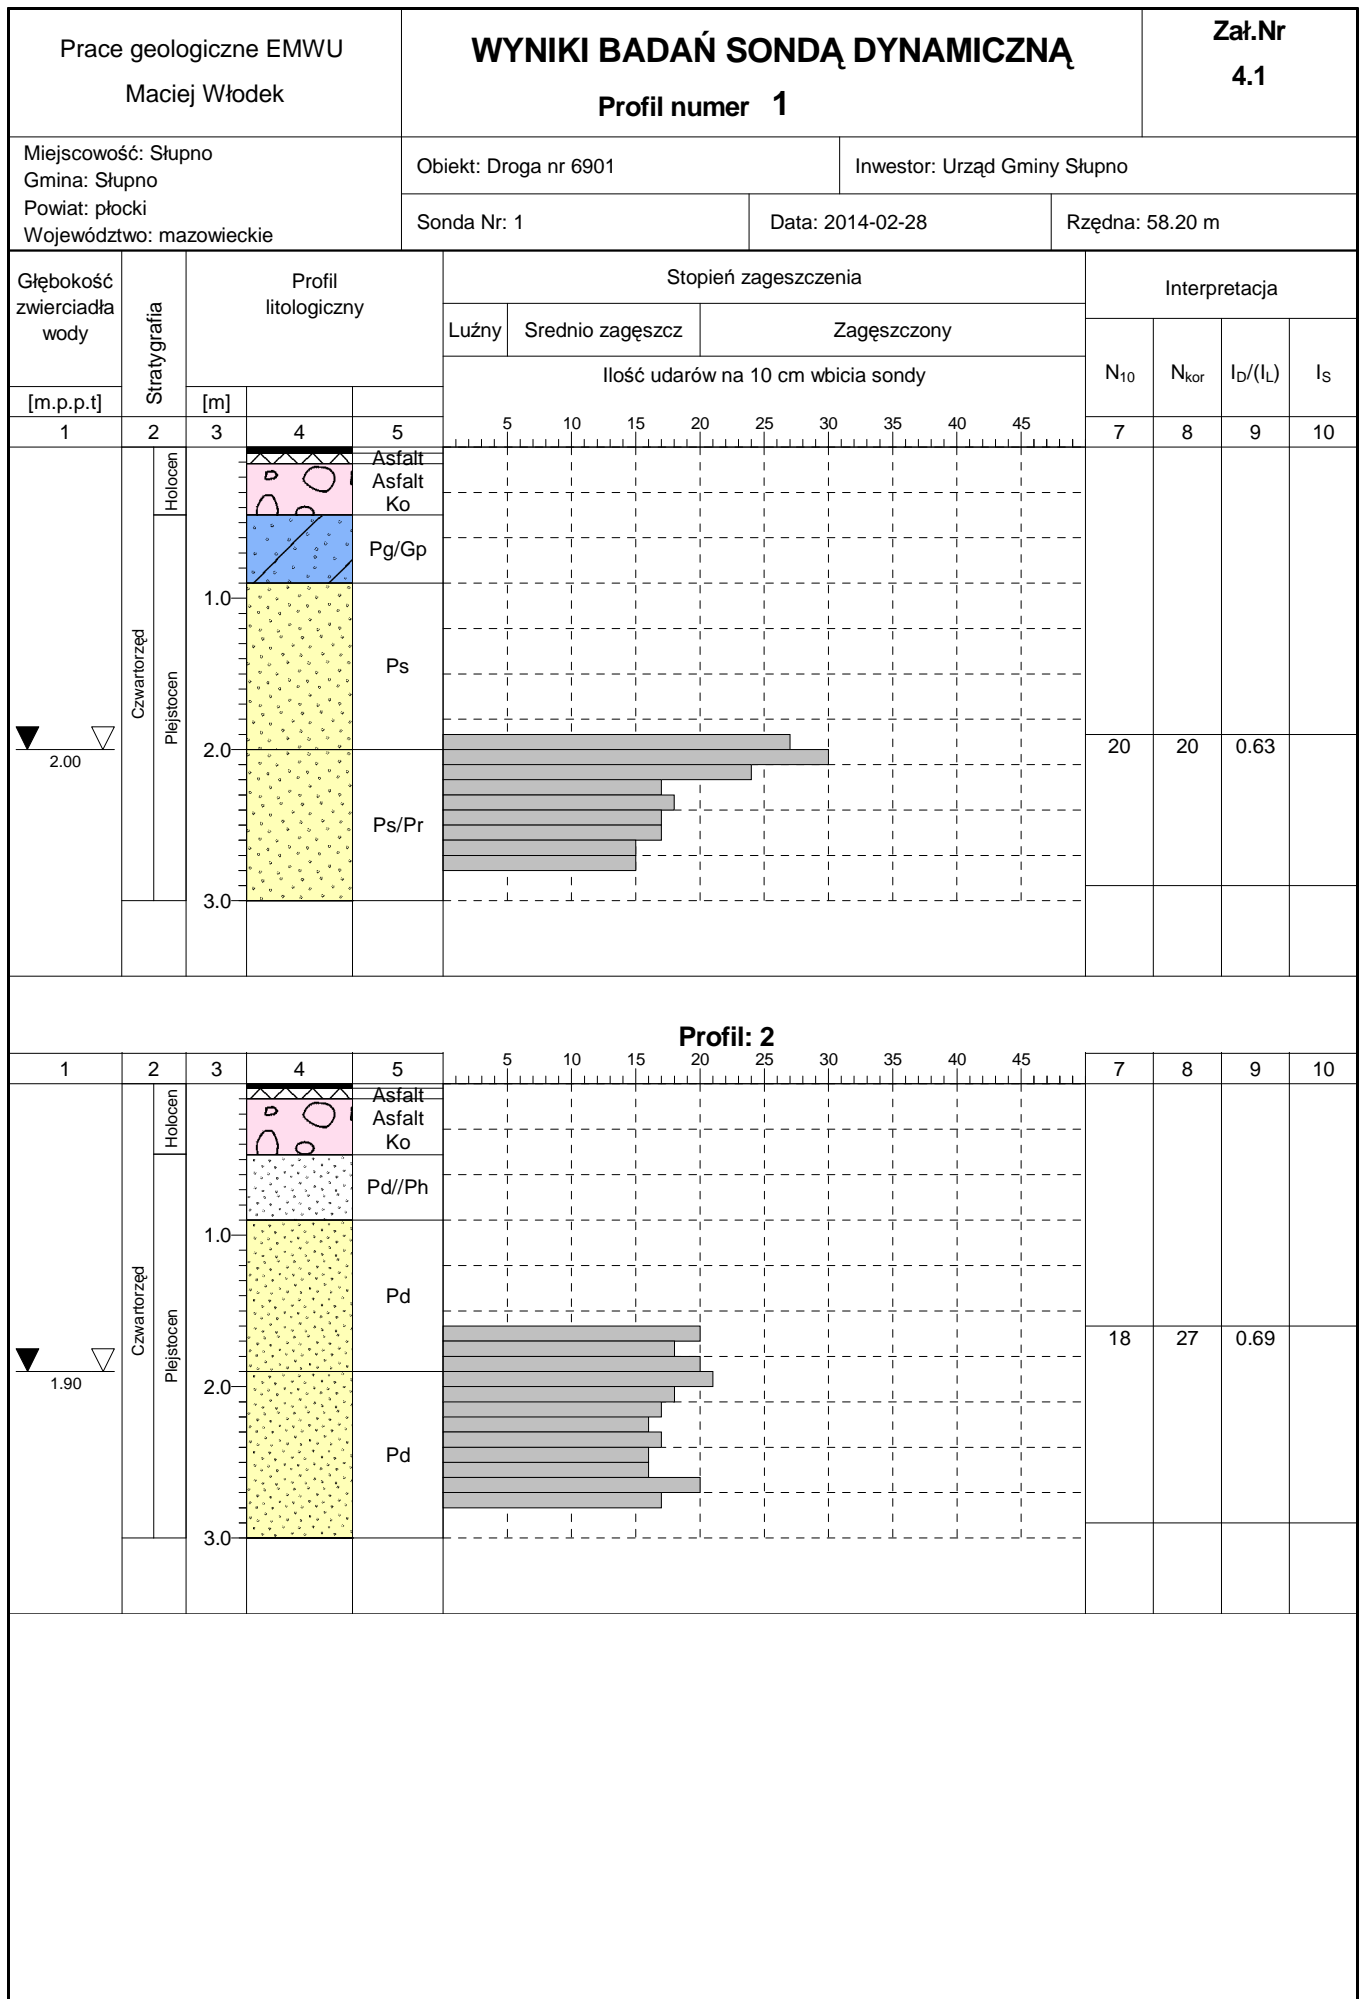 Prace geologiczne EMWU
Maciej Włodek
WYNIKI BADAŃ SONDĄ DYNAMICZNĄ
Profil numer 1
Zał.Nr
4.1
Miejscowość: Słupno
Gmina: Słupno
Powiat: płocki
Województwo: mazowieckie
Obiekt: Droga nr 6901
Inwestor: Urząd Gminy Słupno
Sonda Nr: 1
Data: 2014-02-28
Rzędna: 58.20 m
Głębokość
zwierciadła
wody
[m.p.p.t]
Stratygrafia
Profil
litologiczny
[m]
Stopień zageszczenia
Luźny
Srednio zagęszcz
Zagęszczony
Ilość udarów na 10 cm wbicia sondy
Interpretacja
N10
Nkor
ID/(IL)
IS
1 2 3 4 5
5 10 15 20 25 30 35 40 45
7 8 9 10
Czwartorzęd
Holocen
Plejstocen
Asfalt
Asfalt
Ko
Pg/Gp
1.0
Ps
2.00
2.0
20 20 0.63
Ps/Pr
3.0
Profil: 2
1 2 3 4 5
5 10 15 20 25 30 35 40 45
7 8 9 10
Czwartorzęd
Holocen
Plejstocen
Asfalt
Asfalt
Ko
Pd//Ph
1.0
Pd
18 27 0.69
1.90
2.0
Pd
3.0